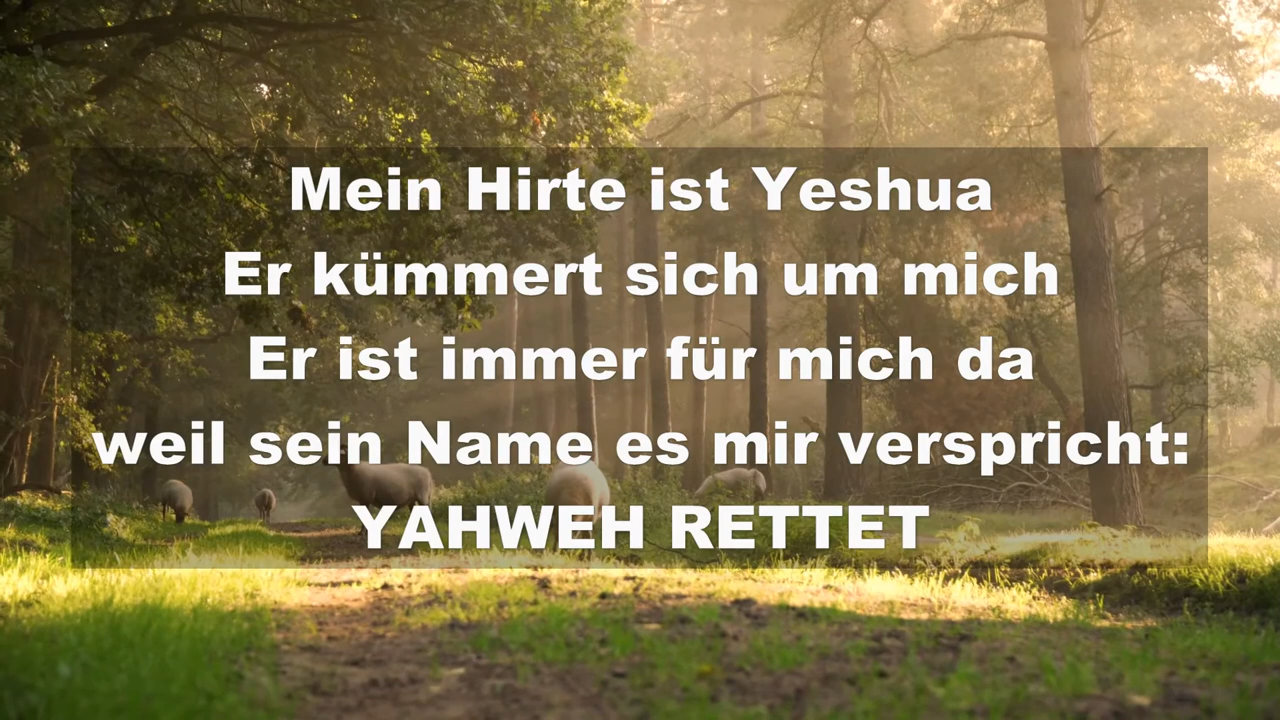 Mein Hirte ist Yeshua
Er kümmert sich um mich
Er ist immer für mich da
weil sein Name es mir verspricht:
YAHWEH RETTET